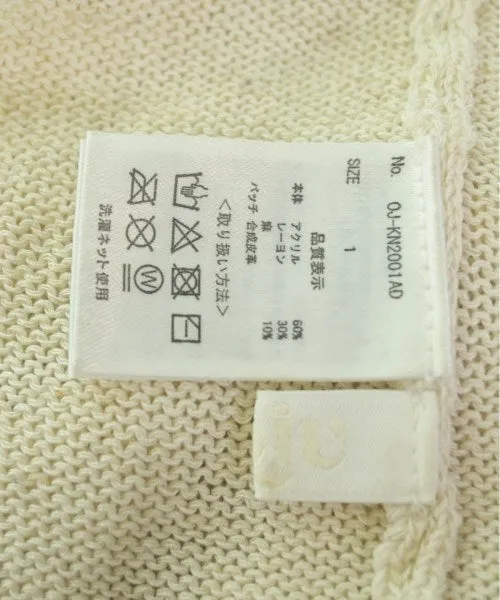 No. OJ-KN2001AD
SIZE 1
品質表示
本体 アクリル 60%
レーヨン 30%
麻 10%
パッチ 合成皮革
<取り扱い方法>
W
洗濯ネット使用